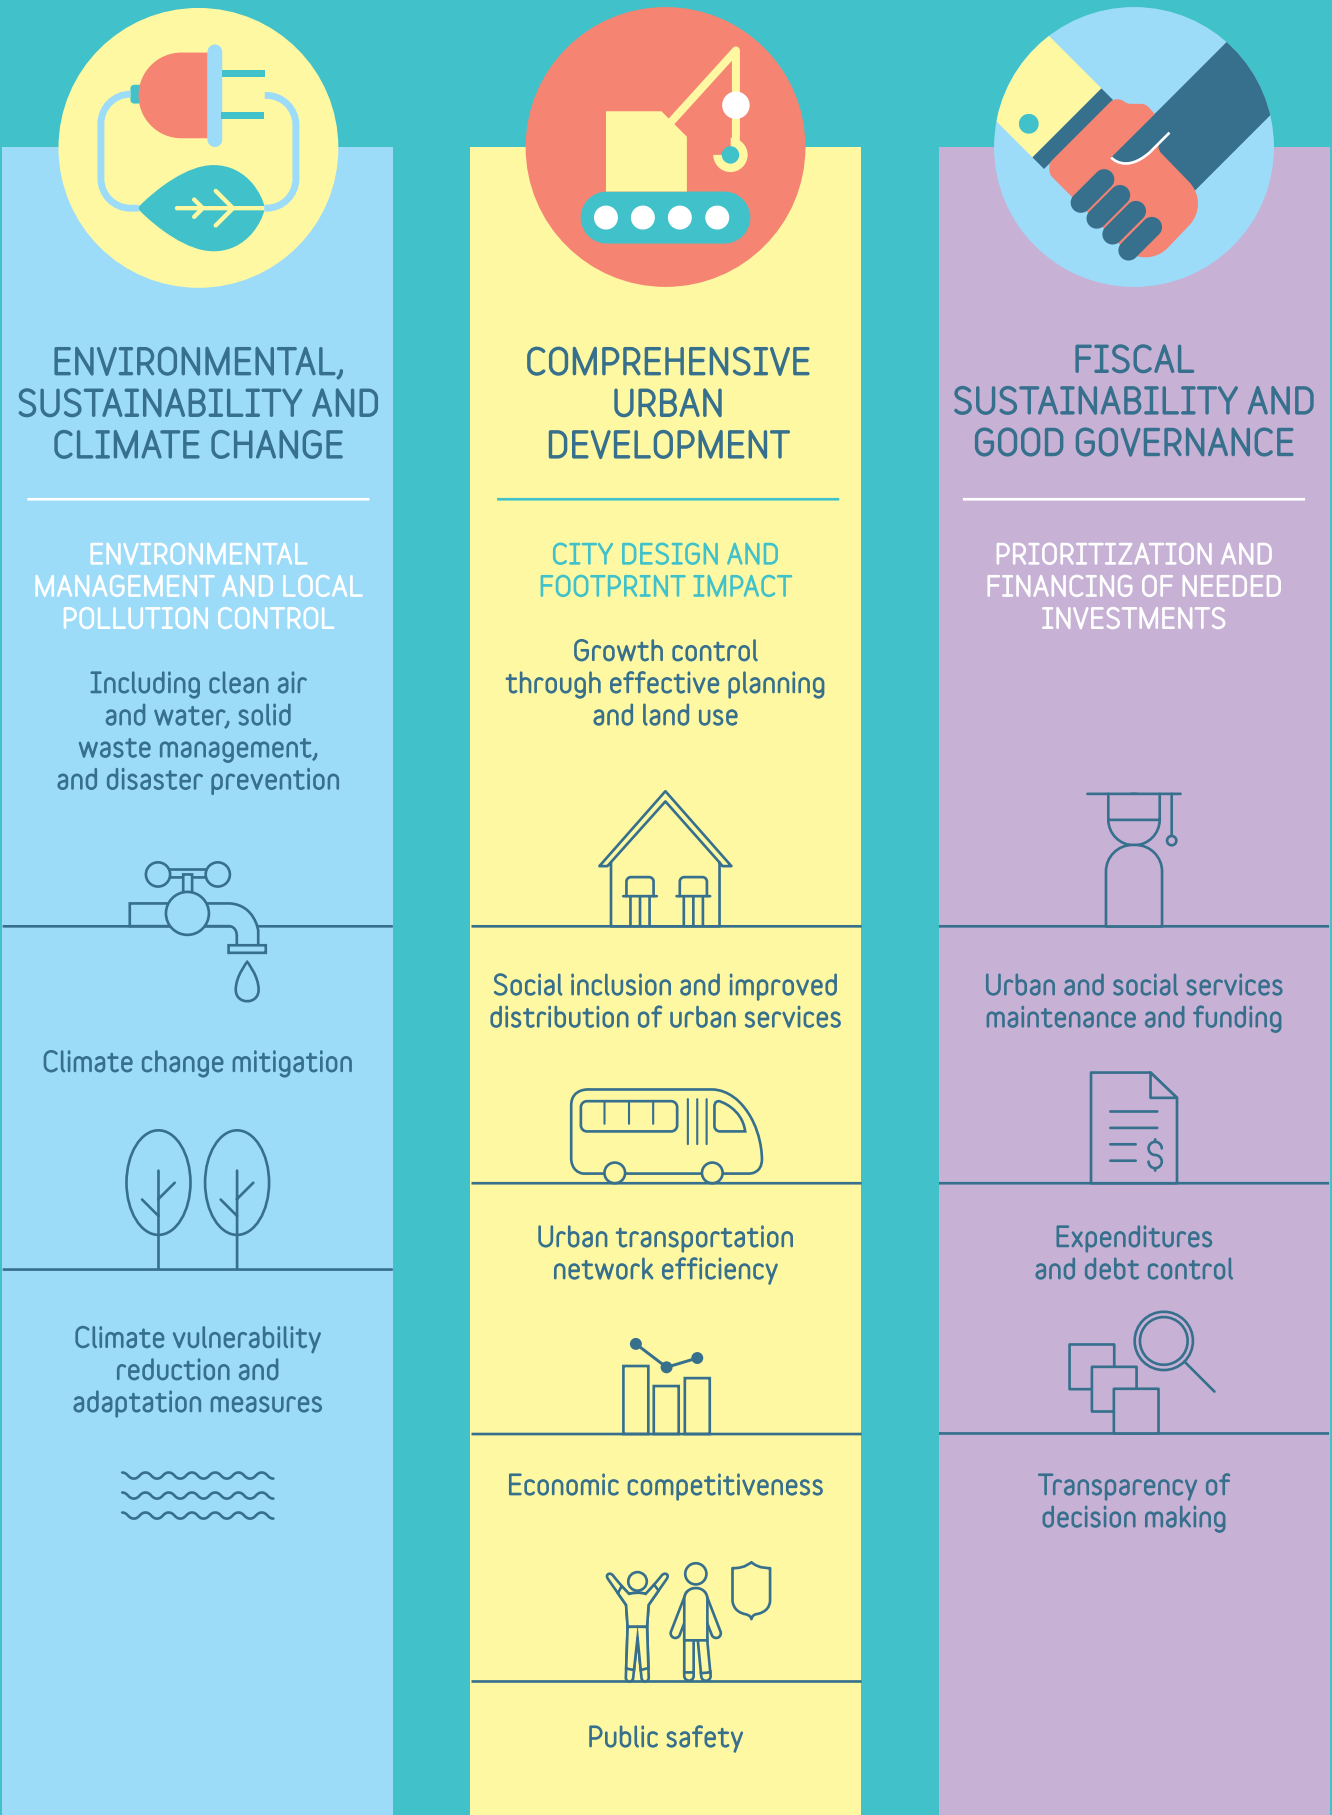 ENVIRONMENTAL,
SUSTAINABILITY AND
CLIMATE CHANGE
ENVIRONMENTAL
MANAGEMENT AND LOCAL
POLLUTION CONTROL
Including clean air
and water, solid
waste management,
and disaster prevention
Climate change mitigation
Climate vulnerability
reduction and
adaptation measures
COMPREHENSIVE
URBAN
DEVELOPMENT
CITY DESIGN AND
FOOTPRINT IMPACT
Growth control
through effective planning
and land use
Social inclusion and improved
distribution of urban services
Urban transportation
network efficiency
Economic competitiveness
Public safety
FISCAL
SUSTAINABILITY AND
GOOD GOVERNANCE
PRIORITIZATION AND
FINANCING OF NEEDED
INVESTMENTS
Urban and social services
maintenance and funding
$
Expenditures
and debt control
Transparency of
decision making